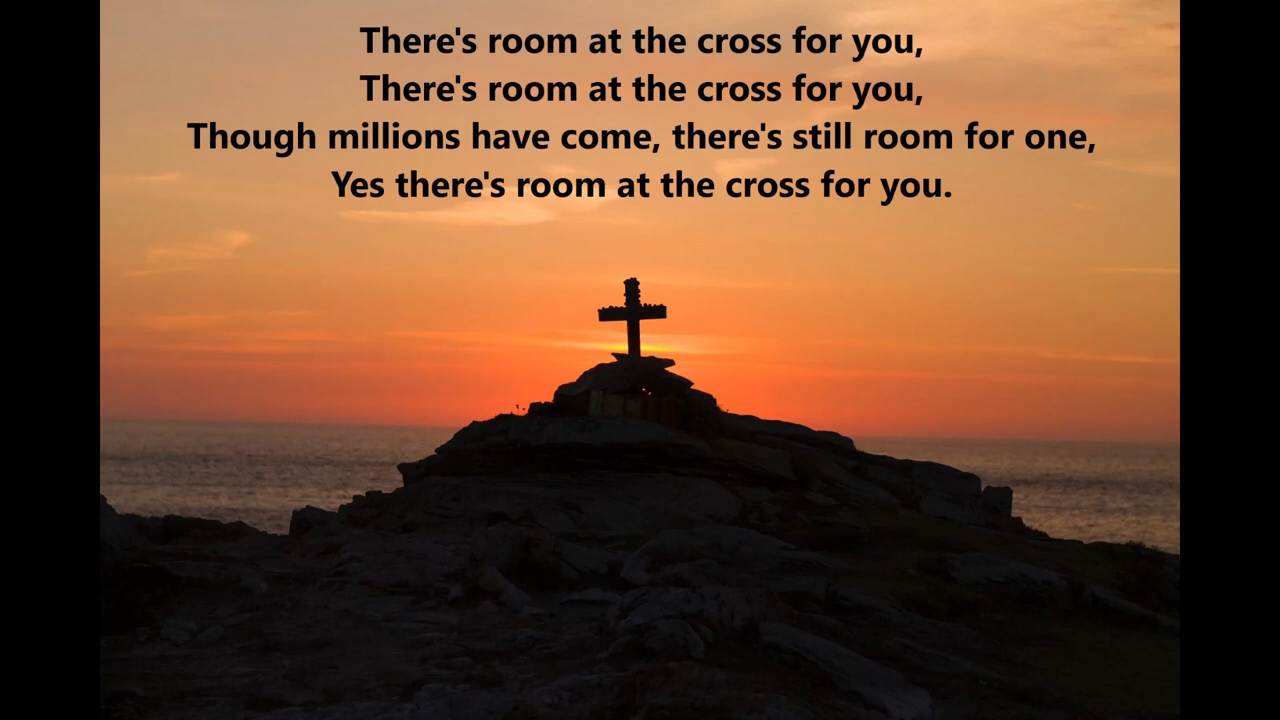 There's room at the cross for you,
There's room at the cross for you,
Though millions have come, there's still room for one,
Yes there's room at the cross for you.